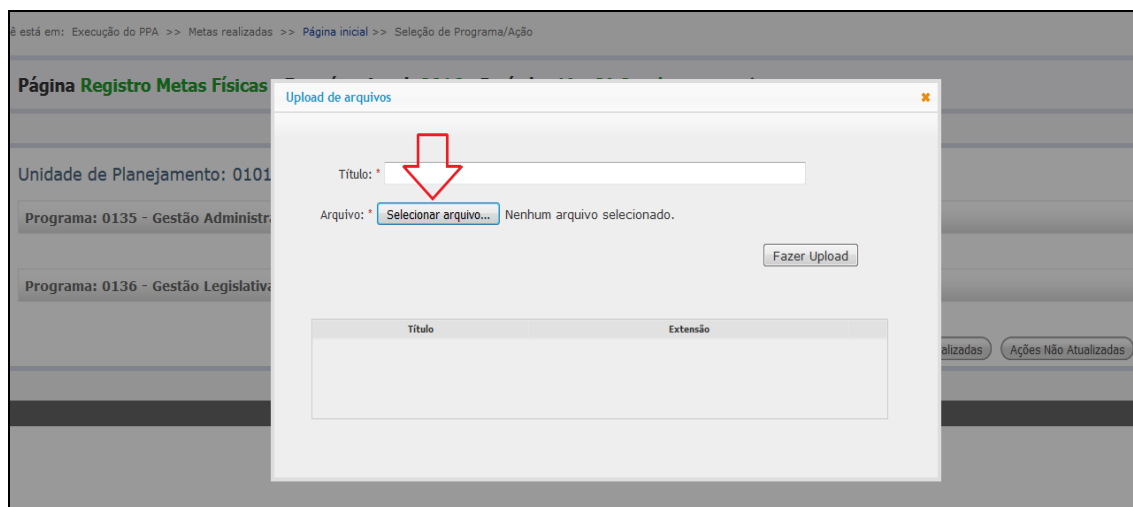 ê está em: Execução do PPA >> Metas realizadas >> Página inicial >> Seleção de Programa/Ação
Página Registro Metas Físicas
Upload de arquivos
Unidade de Planejamento: 0101
Título: *
Programa: 0135 - Gestão Administra
Arquivo: * Selecionar arquivo... Nenhum arquivo selecionado.
Fazer Upload
Programa: 0136 - Gestão Legislativa
Título Extensão
alizadas Ações Não Atualizadas